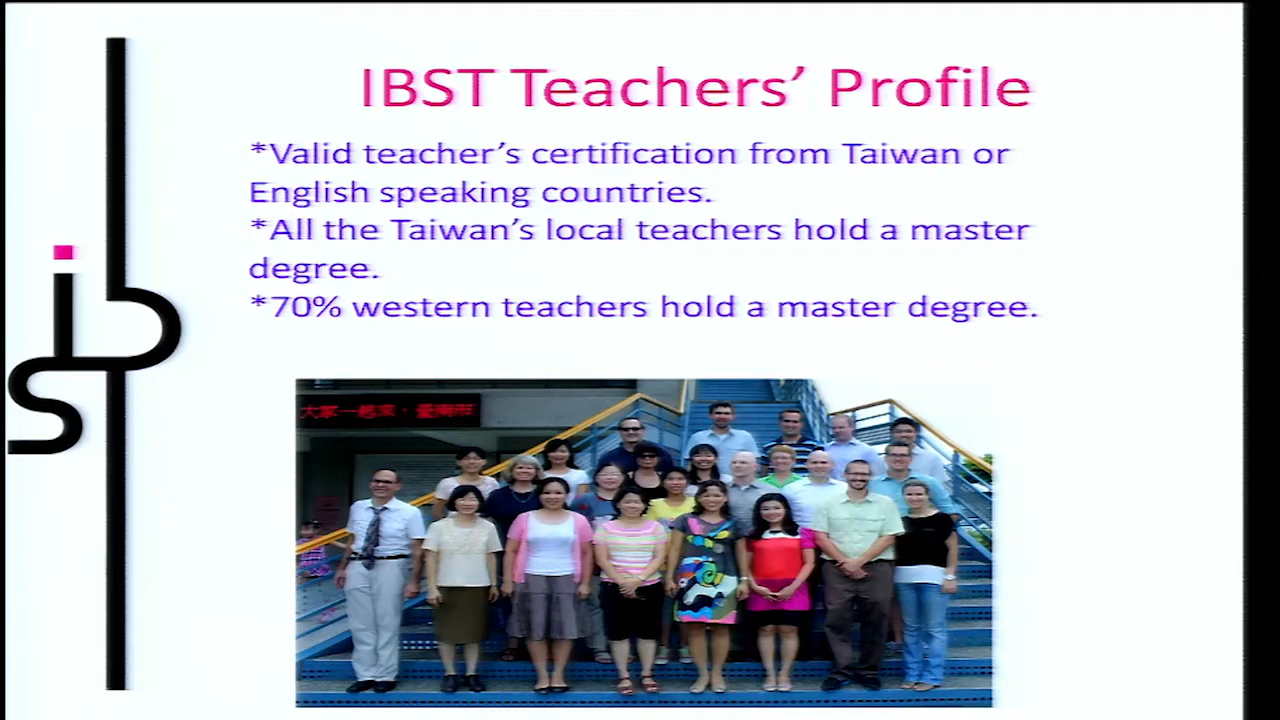 IBST Teachers’ Profile
*Valid teacher’s certification from Taiwan or
English speaking countries.
*All the Taiwan’s local teachers hold a master
degree.
*70% western teachers hold a master degree.
ibst
大家一起來．臺南市